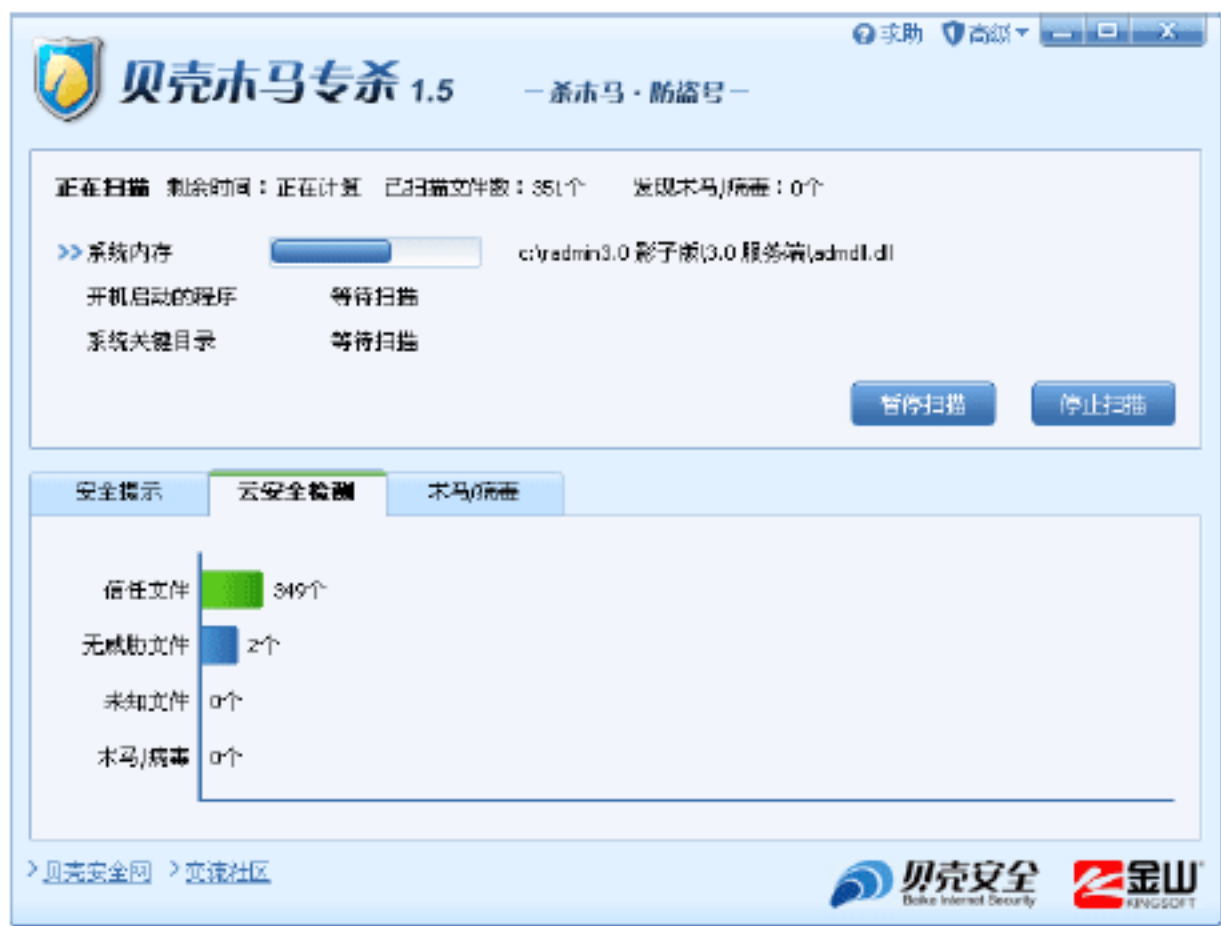 求助 高级
贝壳木马专杀 1.5 －杀木马·防盗号－
正在扫描 剩余时间：正在计算 已扫描文件数：351个 发现木马/病毒：0个
>> 系统内存 c:\radmin3.0 影子版\3.0 服务端\admdll.dll
开机启动的程序 等待扫描
系统关键目录 等待扫描
暂停扫描 停止扫描
安全提示 云安全检测 木马/病毒
信任文件 349个
无威胁文件 2个
未知文件 0个
木马/病毒 0个
>贝壳安全网 >交流社区
贝壳安全 金山
Beike Internet Security KINGSOFT